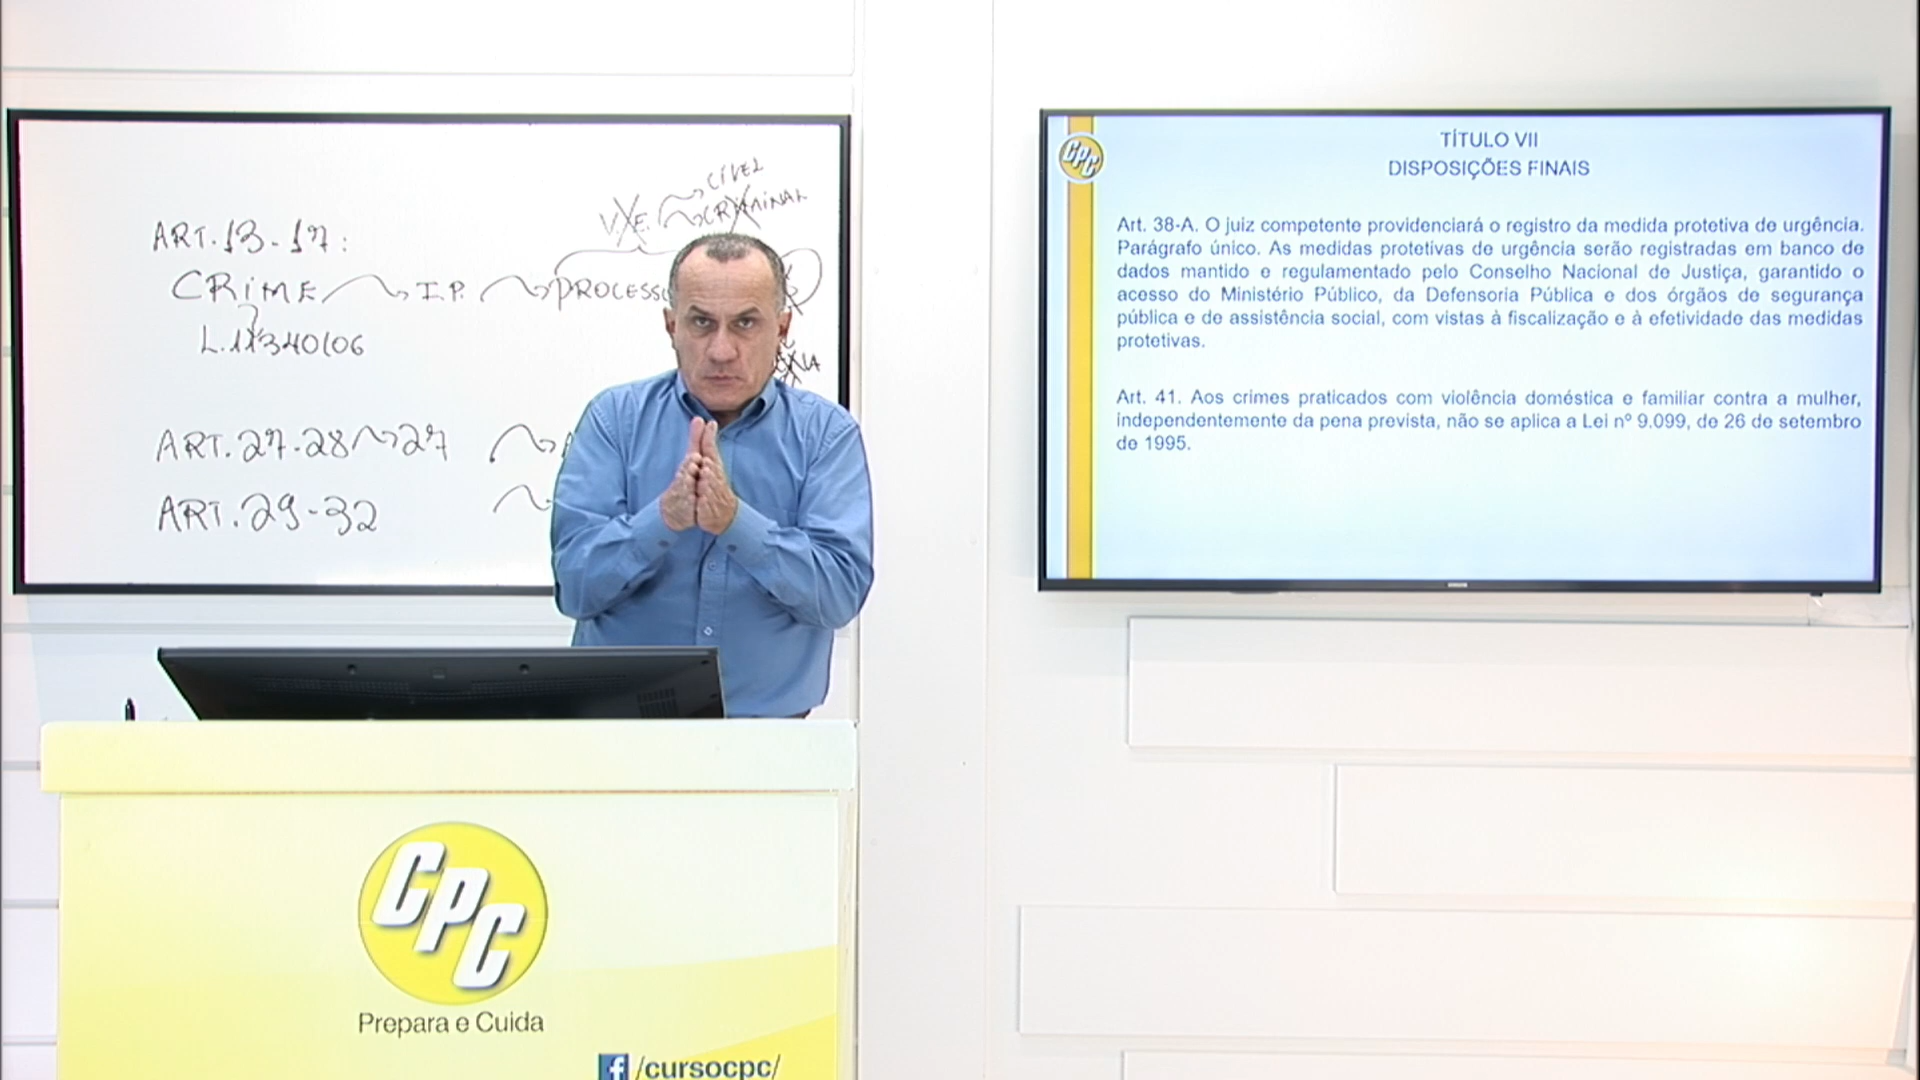 CÍVEL
V.E. CRIMINAL
ART. 13-17:
CRIME I.P. PROCESSO
L.11340/06
ART. 27-28 27
ART. 29-32
CPC
TÍTULO VII
DISPOSIÇÕES FINAIS
Art. 38-A. O juiz competente providenciará o registro da medida protetiva de urgência.
Parágrafo único. As medidas protetivas de urgência serão registradas em banco de
dados mantido e regulamentado pelo Conselho Nacional de Justiça, garantido o
acesso do Ministério Público, da Defensoria Pública e dos órgãos de segurança
pública e de assistência social, com vistas à fiscalização e à efetividade das medidas
protetivas.
Art. 41. Aos crimes praticados com violência doméstica e familiar contra a mulher,
independentemente da pena prevista, não se aplica a Lei nº 9.099, de 26 de setembro
de 1995.
CPC
Prepara e Cuida
f /cursocpc/